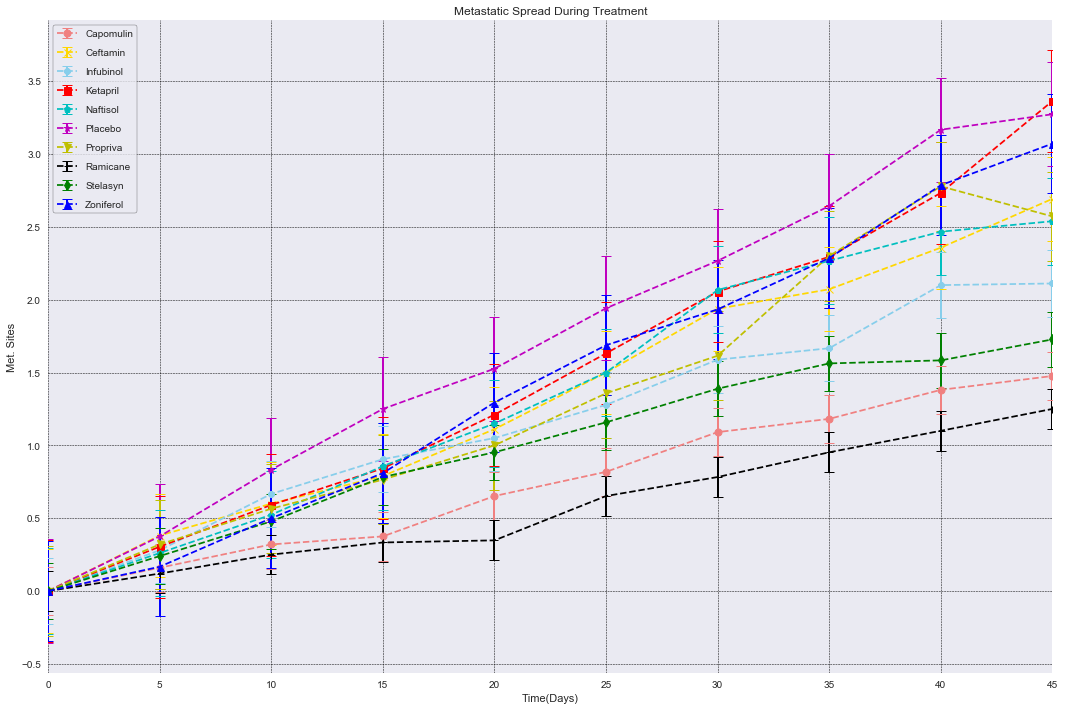 Metastatic Spread During Treatment
Capomulin
Ceftamin
Infubinol
Ketapril
Naftisol
Placebo
Propriva
Ramicane
Stelasyn
Zoniferol
Met. Sites
3.5
3.0
2.5
2.0
1.5
1.0
0.5
0.0
−0.5
0 5 10 15 20 25 30 35 40 45
Time(Days)